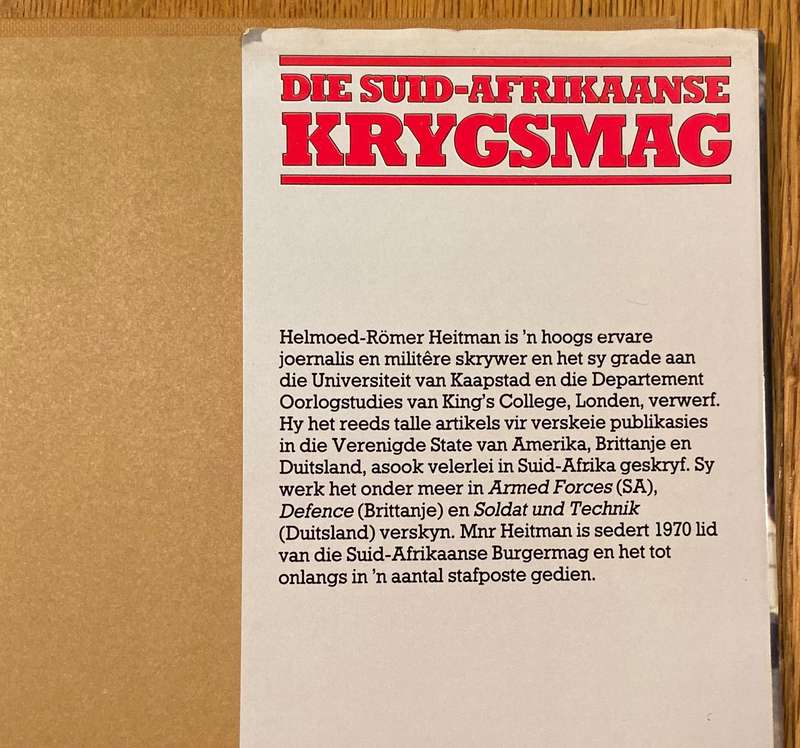 DIE SUID-AFRIKAANSE
KRYGSMAG
Helmoed-Römer Heitman is 'n hoogs ervare
joernalis en militêre skrywer en het sy grade aan
die Universiteit van Kaapstad en die Departement
Oorlogstudies van King's College, Londen, verwerf.
Hy het reeds talle artikels vir verskeie publikasies
in die Verenigde State van Amerika, Brittanje en
Duitsland, asook velerlei in Suid-Afrika geskryf. Sy
werk het onder meer in Armed Forces (SA),
Defence (Brittanje) en Soldat und Technik
(Duitsland) verskyn. Mnr Heitman is sedert 1970 lid
van die Suid-Afrikaanse Burgermag en het tot
onlangs in 'n aantal stafposte gedien.